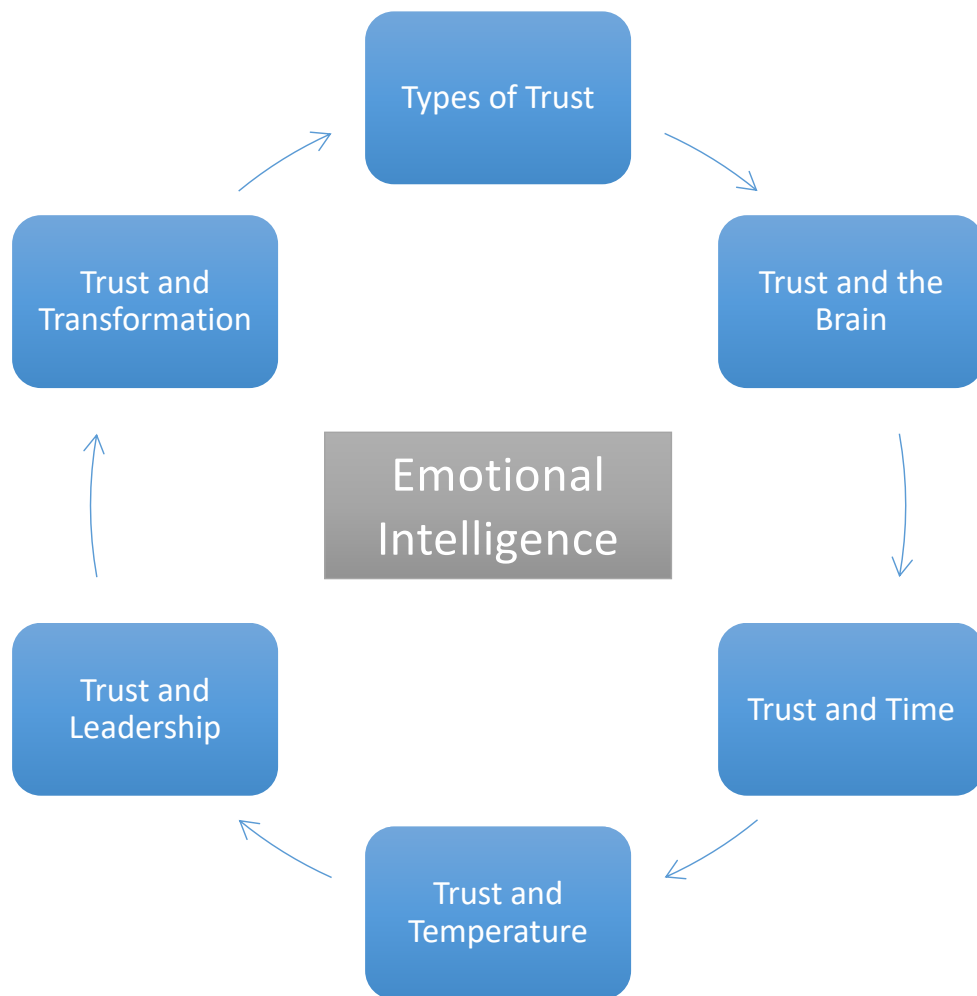 Types of Trust
Trust and the
Brain
Trust and Time
Trust and
Temperature
Trust and
Leadership
Trust and
Transformation
Emotional
Intelligence